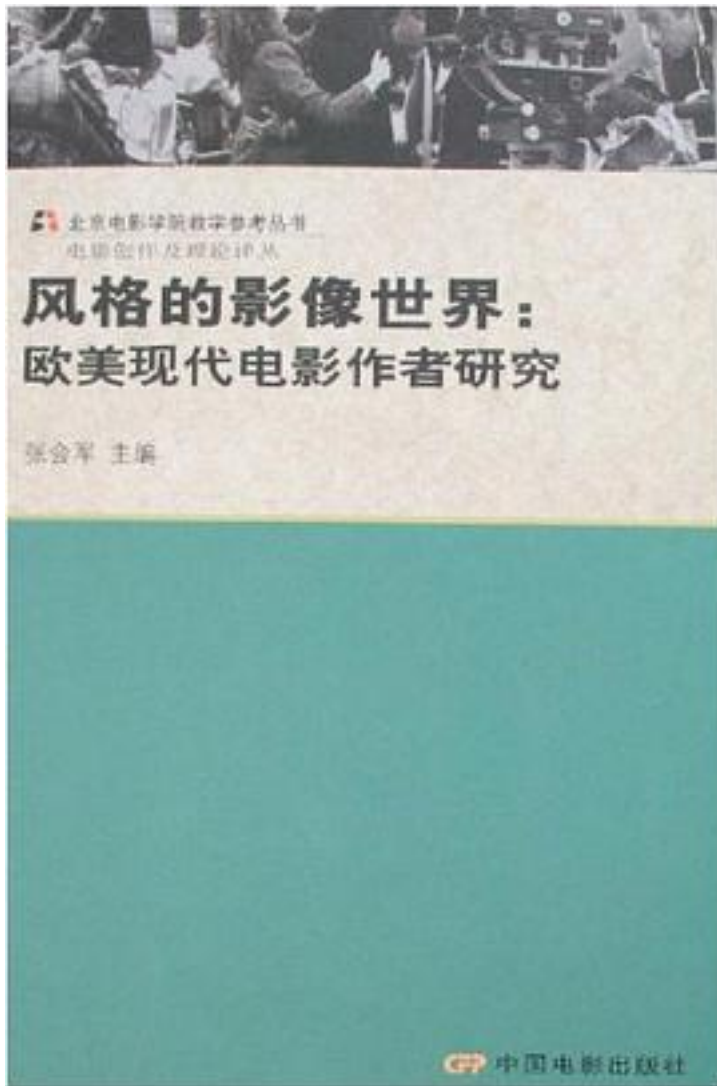 北京电影学院教学参考丛书
电影创作及理论译丛
风格的影像世界：
欧美现代电影作者研究
张会军 主编
中国电影出版社